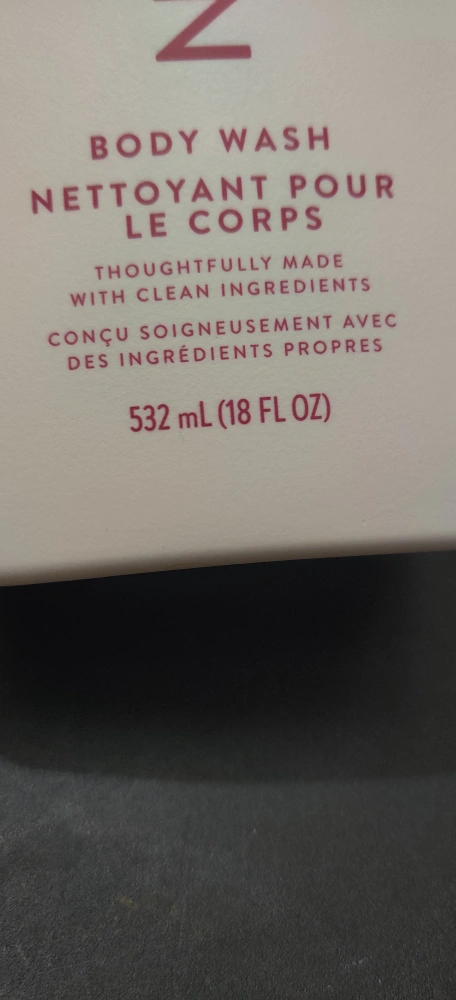 BODY WASH
NETTOYANT POUR
LE CORPS
THOUGHTFULLY MADE
WITH CLEAN INGREDIENTS
CONÇU SOIGNEUSEMENT AVEC
DES INGRÉDIENTS PROPRES
532 mL (18 FL OZ)